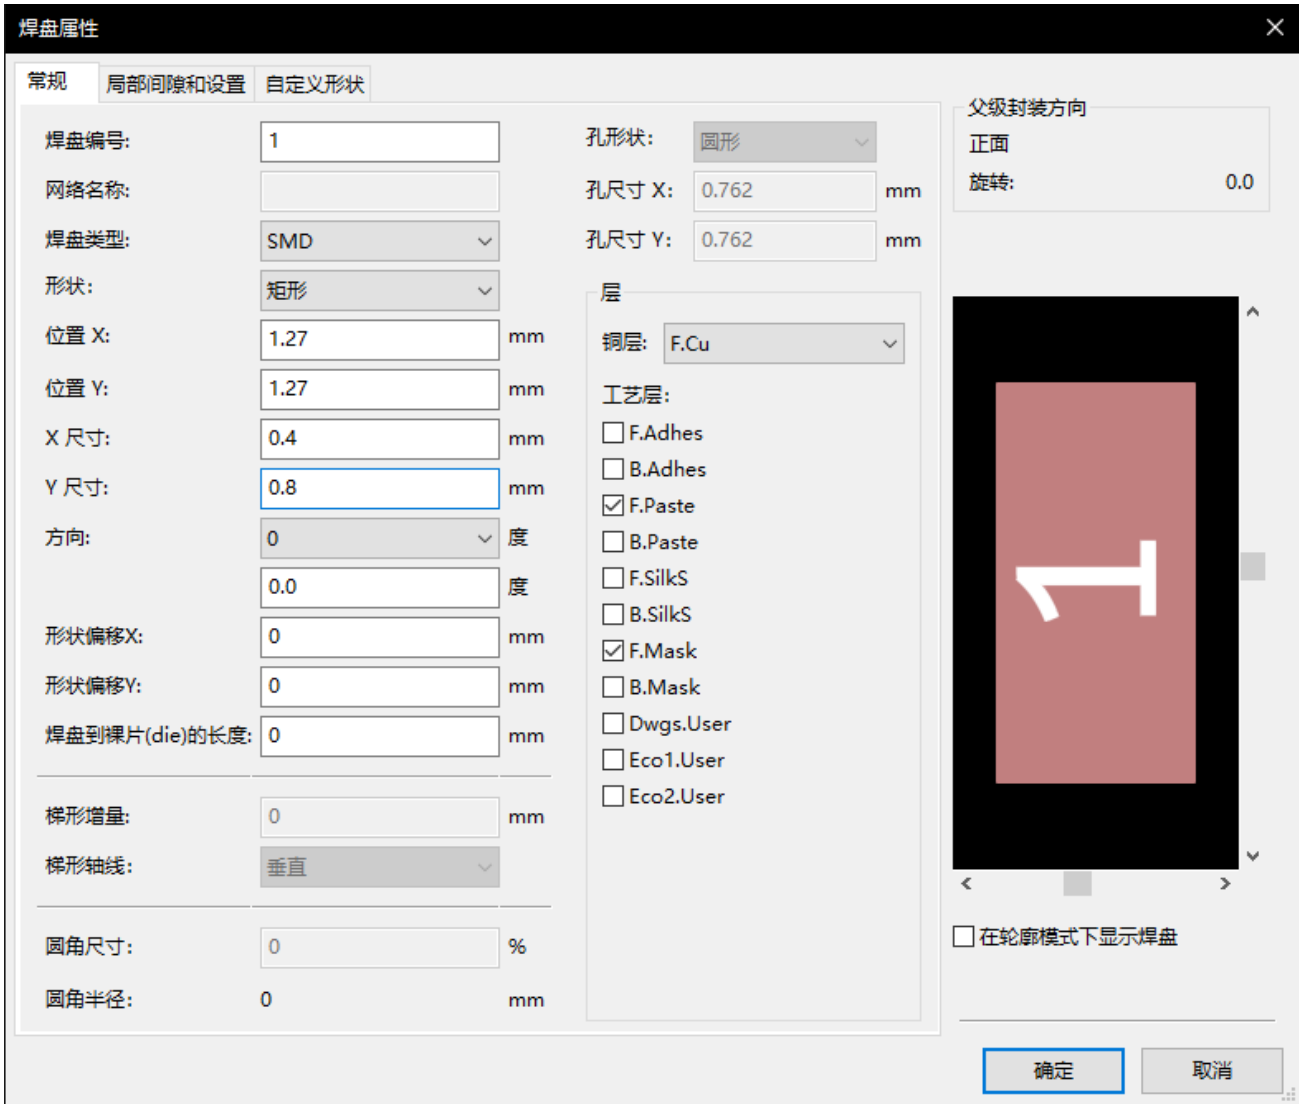 焊盘属性
常规
局部间隙和设置
自定义形状
焊盘编号:
1
网络名称:
焊盘类型:
SMD
形状:
矩形
位置 X:
1.27
mm
位置 Y:
1.27
mm
X 尺寸:
0.4
mm
Y 尺寸:
0.8
mm
方向:
0
度
0.0
度
形状偏移X:
0
mm
形状偏移Y:
0
mm
焊盘到裸片(die)的长度:
0
mm
梯形增量:
0
mm
梯形轴线:
垂直
圆角尺寸:
0
%
圆角半径:
0
mm
孔形状:
圆形
孔尺寸 X:
0.762
mm
孔尺寸 Y:
0.762
mm
层
铜层:
F.Cu
工艺层:
F.Adhes
B.Adhes
F.Paste
B.Paste
F.SilkS
B.SilkS
F.Mask
B.Mask
Dwgs.User
Eco1.User
Eco2.User
父级封装方向
正面
旋转:
0.0
1
在轮廓模式下显示焊盘
确定
取消